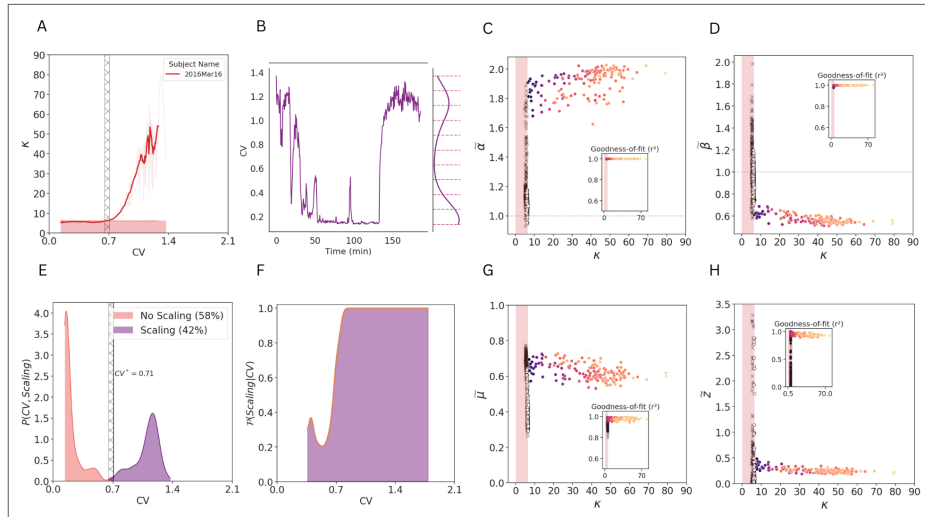 A
B
C
D
90
80
70
60
50
40
30
20
10
0
K
0.0
0.7
1.4
2.1
CV
Subject Name
2016Mar16
1.4
1.2
1.0
0.8
0.6
0.4
0.2
CV
0
50
100
150
Time (min)
2.0
1.8
1.6
1.4
1.2
1.0
α̃
Goodness-of-fit (r²)
1.0
0.8
0.6
0
70
0 10 20 30 40 50 60 70 80 90
κ
2.0
1.8
1.6
1.4
1.2
1.0
0.8
0.6
0.4
β̃
Goodness-of-fit (r²)
1.0
0.8
0.6
0
70
0 10 20 30 40 50 60 70 80 90
κ
E
F
G
H
4.0
3.5
3.0
2.5
2.0
1.5
1.0
0.5
0.0
P(CV, Scaling)
No Scaling (58%)
Scaling (42%)
CV* = 0.71
0.0
0.7
1.4
2.1
CV
1.0
0.8
0.6
0.4
0.2
0.0
P(Scaling|CV)
0.0
0.7
1.4
2.1
CV
1.0
0.9
0.8
0.7
0.6
0.5
0.4
0.3
0.2
0.1
0.0
μ̃
Goodness-of-fit (r²)
1.0
0.8
0.6
0
70
0 10 20 30 40 50 60 70 80 90
κ
3.5
3.0
2.5
2.0
1.5
1.0
0.5
0.0
z̃
Goodness-of-fit (r²)
1.0
0.5
0.0
0.5
70.0
0 10 20 30 40 50 60 70 80 90
κ